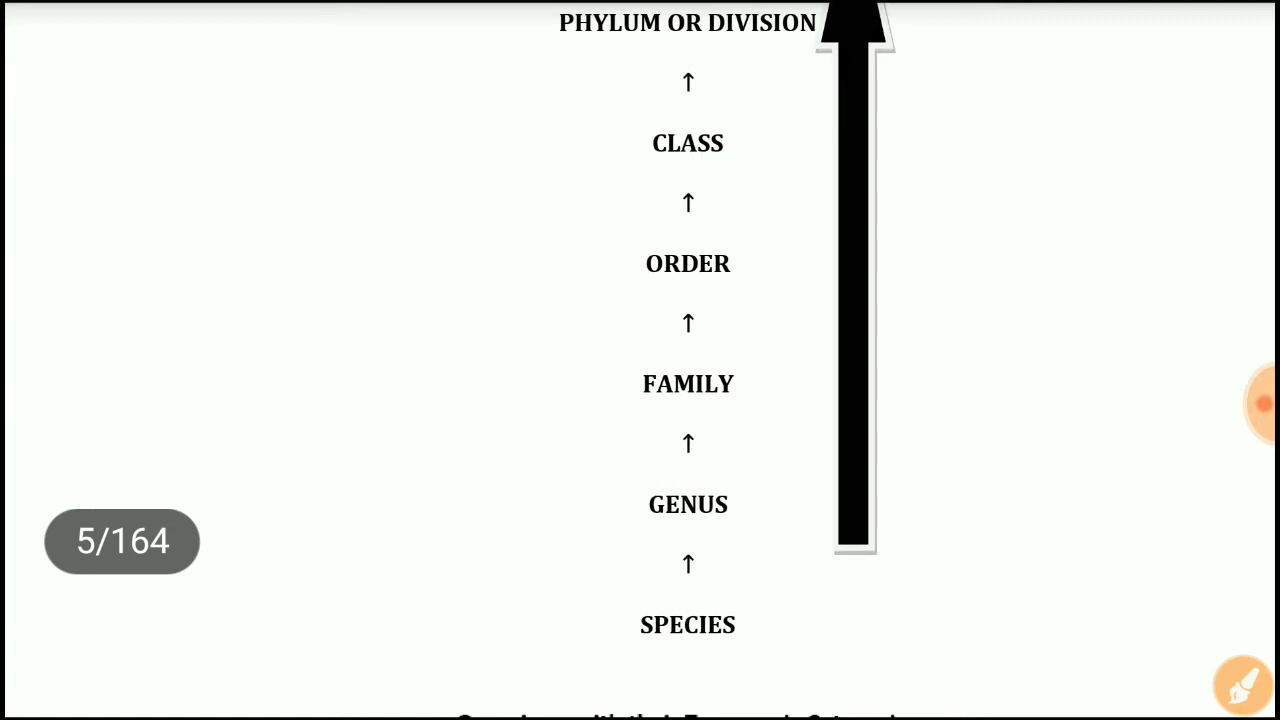 PHYLUM OR DIVISION
↑
CLASS
↑
ORDER
↑
FAMILY
↑
GENUS
↑
SPECIES
5/164